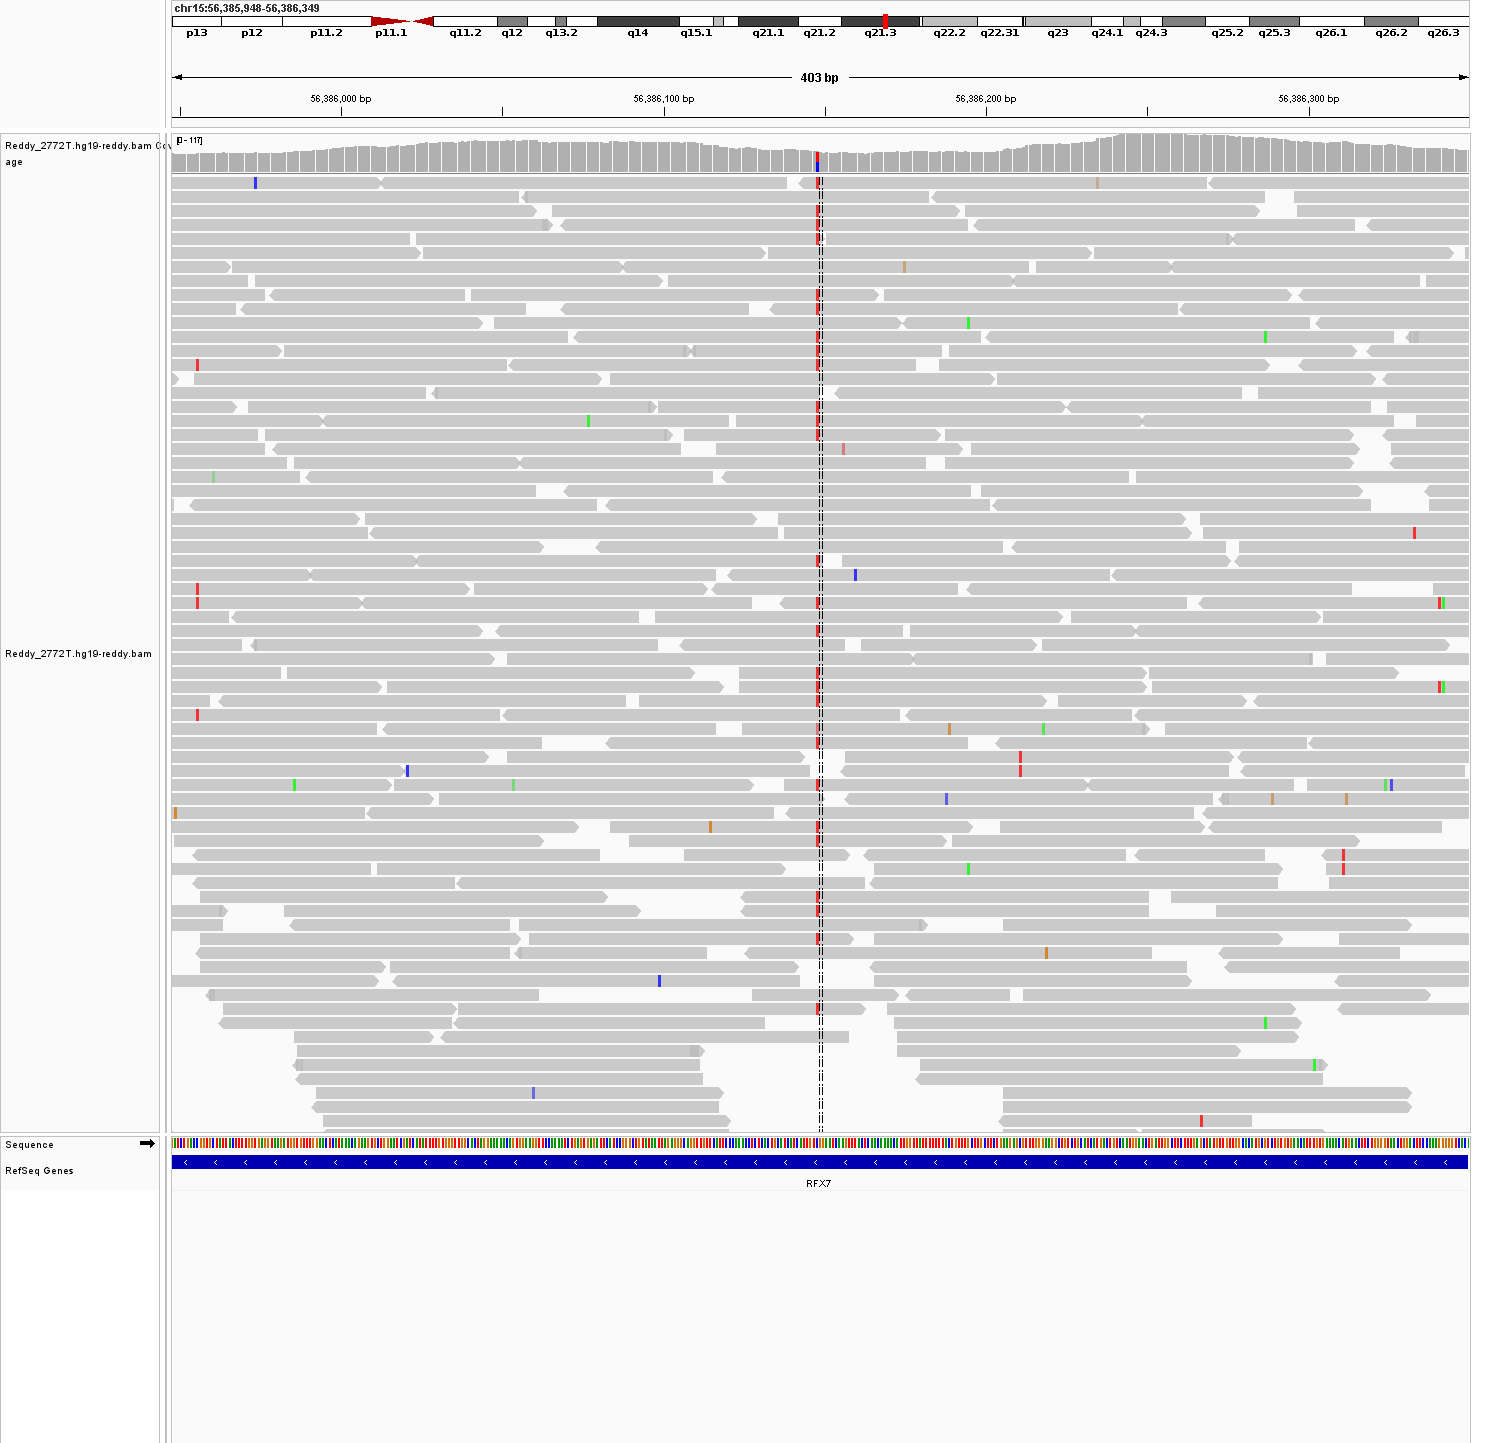 chr15:56,385,948-56,386,349
p13 p12 p11.2 p11.1 q11.2 q12 q13.2 q14 q15.1 q21.1 q21.2 q21.3 q22.2 q22.31 q23 q24.1 q24.3 q25.2 q25.3 q26.1 q26.2 q26.3
403 bp
56,386,000 bp 56,386,100 bp 56,386,200 bp 56,386,300 bp
[0 - 117]
Reddy_2772T.hg19-reddy.bam Cov
age
Reddy_2772T.hg19-reddy.bam
Sequence
RefSeq Genes
RFX7